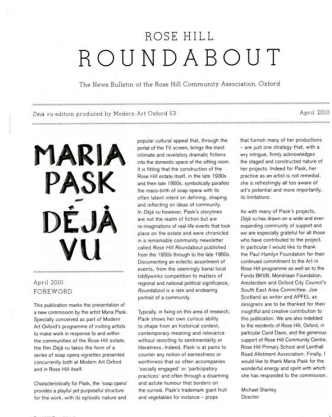 ROSE HILL
ROUNDABOUT
The News Bulletin of the Rose Hill Community Association, Oxford
Déjà vu edition produced by Modern Art Oxford £3
April 2010
MARIA
PASK
-
DÉJÀ
VU
April 2010
FOREWORD
This publication marks the presentation of
a new commission by the artist Maria Pask.
Specially conceived as part of Modern
Art Oxford's programme of inviting artists
to make work in response to and within
the communities of the Rose Hill estate,
the film Déjà vu takes the form of a
series of soap opera vignettes presented
concurrently both at Modern Art Oxford
and in Rose Hill itself.
Characteristically for Pask, the 'soap opera'
provides a playful yet purposeful structure
for the work, with its episodic nature and
popular cultural appeal that, through the
portal of the TV screen, brings the most
intimate and revelatory dramatic fictions
into the domestic space of the sitting room.
It is fitting that the construction of the
Rose Hill estate itself, in the late 1930s
and then late 1950s, symbolically parallels
the mass-birth of soap opera with its
often latent intent on defining, shaping
and reflecting on ideas of community.
In Déjà vu however, Pask's storylines
are not the realm of fiction but are
re-imaginations of real-life events that took
place on the estate and were chronicled
in a remarkable community newsletter
called Rose Hill Roundabout published
from the 1950s through to the late 1960s.
Documenting an eclectic assortment of
events, from the seemingly banal local
tiddlywinks competition to matters of
regional and national political significance,
Roundabout is a rare and endearing
portrait of a community.
Typically, in being on this area of research,
Pask shows her own curious ability
to shape from an historical context,
contemporary meaning and relevance
without resorting to sentimentality or
literalness. Indeed, Pask is at pains to
counter any notion of earnestness or
worthiness that so often accompanies
'socially engaged' or 'participatory
practices' and often through a disarming
and astute humour that borders on
the surreal. Pask's trademark giant fruit
and vegetables for instance – props
that furnish many of her productions
– are just one strategy that, with a
wry intrigue, firmly acknowledges
the staged and constructed nature of
her projects. Indeed for Pask, her
practice as an artist is not remedial,
she is refreshingly all too aware of
art's potential and more importantly,
its limitations.
As with many of Pask's projects,
Déjà vu has drawn on a wide and ever-
expanding community of support and
we are especially grateful for all those
who have contributed to the project.
In particular I would like to thank
the Paul Hamlyn Foundation for their
continued commitment to the Art in
Rose Hill programme as well as to the
Fonds BKVB, Mondriaan Foundation,
Amsterdam and Oxford City Council's
South East Area Committee. Joe
Scotland as writer and APFEL as
designers are to be thanked for their
insightful and creative contribution to
this publication. We are also indebted
to the residents of Rose Hill, Oxford, in
particular Carol Davis, and the generous
support of Rose Hill Community Centre,
Rose Hill Primary School and Lenthall
Road Allotment Association. Finally, I
would like to thank Maria Pask for the
wonderful energy and spirit with which
she has responded to the commission.
Michael Stanley
Director